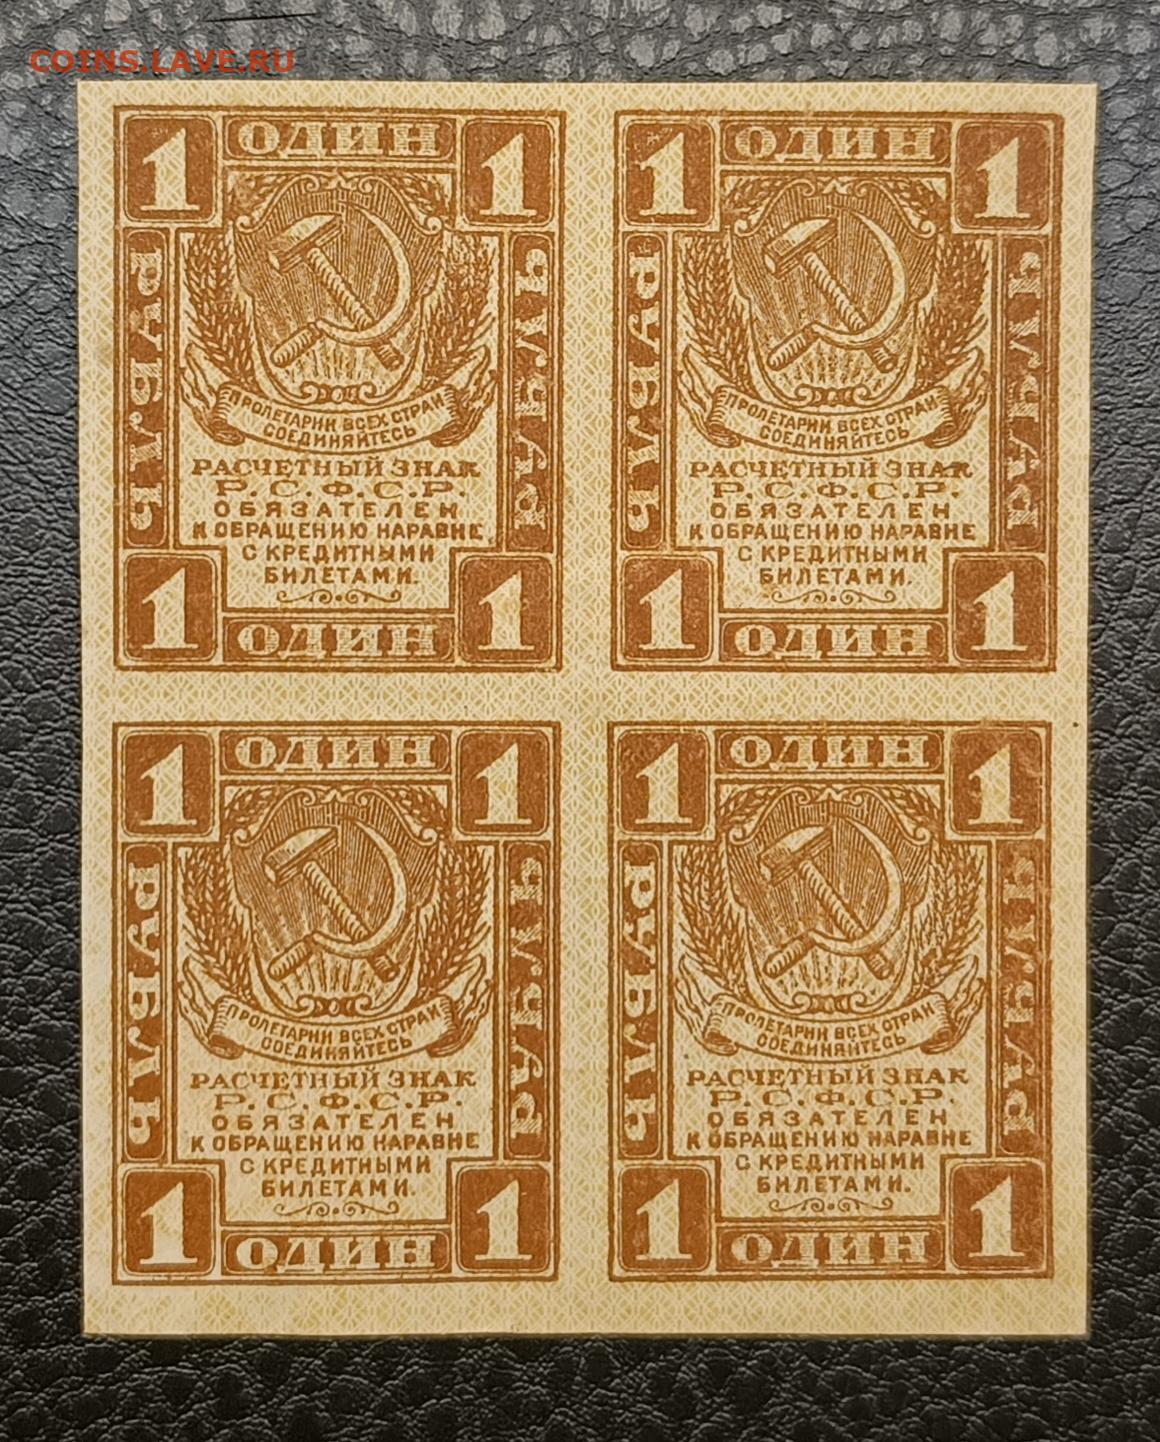 COINS.LAVE.RU
1 ОДИН 1
РУБЛЬ
РУБЛЬ
ПРОЛЕТАРИИ ВСЕХ СТРАН
СОЕДИНЯЙТЕСЬ
РАСЧЕТНЫЙ ЗНАК
Р.С.Ф.С.Р.
ОБЯЗАТЕЛЕН
К ОБРАЩЕНИЮ НАРАВНЕ
С КРЕДИТНЫМИ
БИЛЕТАМИ.
1 ОДИН 1
1 ОДИН 1
РУБЛЬ
РУБЛЬ
ПРОЛЕТАРИИ ВСЕХ СТРАН
СОЕДИНЯЙТЕСЬ
РАСЧЕТНЫЙ ЗНАК
Р.С.Ф.С.Р.
ОБЯЗАТЕЛЕН
К ОБРАЩЕНИЮ НАРАВНЕ
С КРЕДИТНЫМИ
БИЛЕТАМИ.
1 ОДИН 1
1 ОДИН 1
РУБЛЬ
РУБЛЬ
ПРОЛЕТАРИИ ВСЕХ СТРАН
СОЕДИНЯЙТЕСЬ
РАСЧЕТНЫЙ ЗНАК
Р.С.Ф.С.Р.
ОБЯЗАТЕЛЕН
К ОБРАЩЕНИЮ НАРАВНЕ
С КРЕДИТНЫМИ
БИЛЕТАМИ.
1 ОДИН 1
1 ОДИН 1
РУБЛЬ
РУБЛЬ
ПРОЛЕТАРИИ ВСЕХ СТРАН
СОЕДИНЯЙТЕСЬ
РАСЧЕТНЫЙ ЗНАК
Р.С.Ф.С.Р.
ОБЯЗАТЕЛЕН
К ОБРАЩЕНИЮ НАРАВНЕ
С КРЕДИТНЫМИ
БИЛЕТАМИ.
1 ОДИН 1